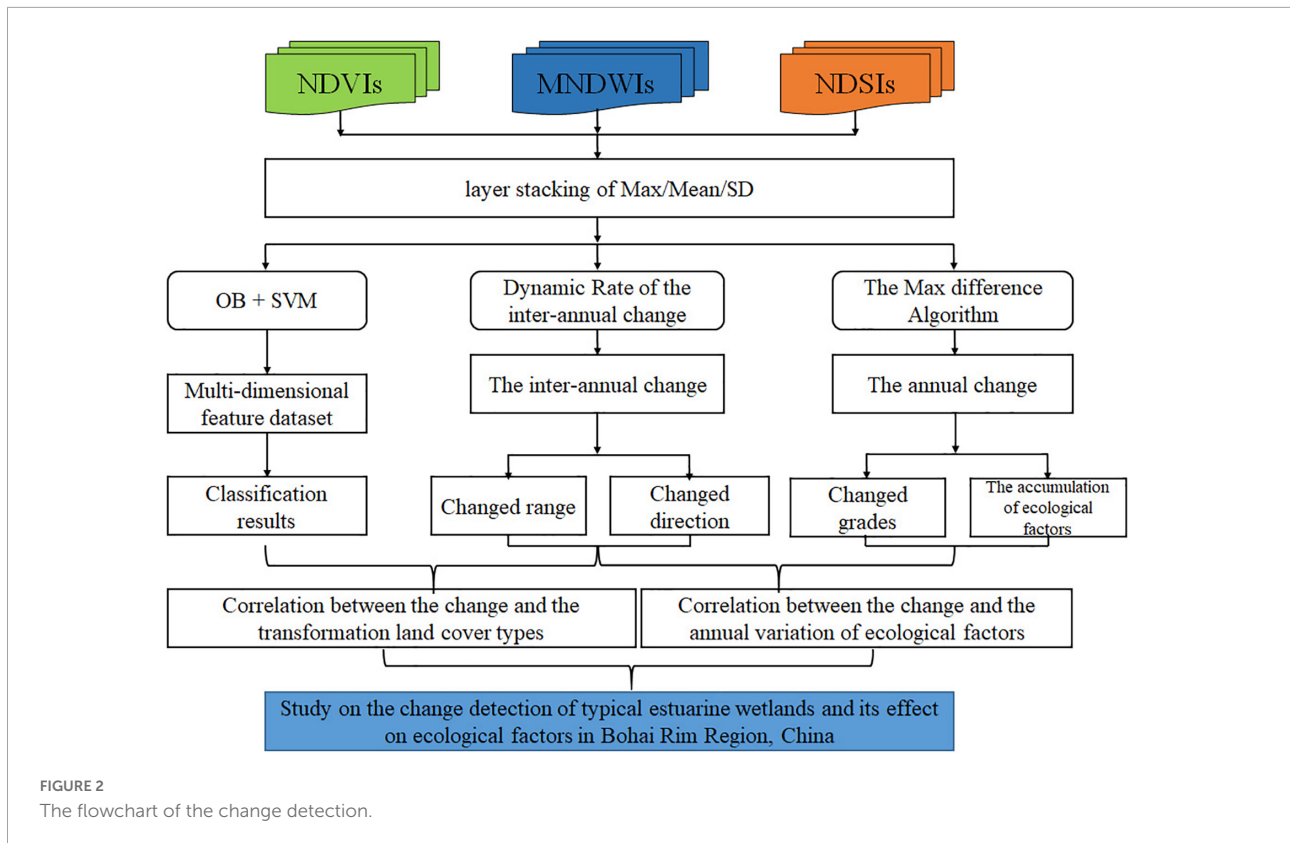 NDVIs
MNDWIs
NDSIs
layer stacking of Max/Mean/SD
OB + SVM
Dynamic Rate of the
inter-annual change
The Max difference
Algorithm
Multi-dimensional
feature dataset
The inter-annual change
The annual change
Classification
results
Changed range
Changed
direction
Changed
grades
The accumulation
of ecological
factors
Correlation between the change and the
transformation land cover types
Correlation between the change and the
annual variation of ecological factors
Study on the change detection of typical estuarine wetlands and its effect
on ecological factors in Bohai Rim Region, China
FIGURE 2
The flowchart of the change detection.